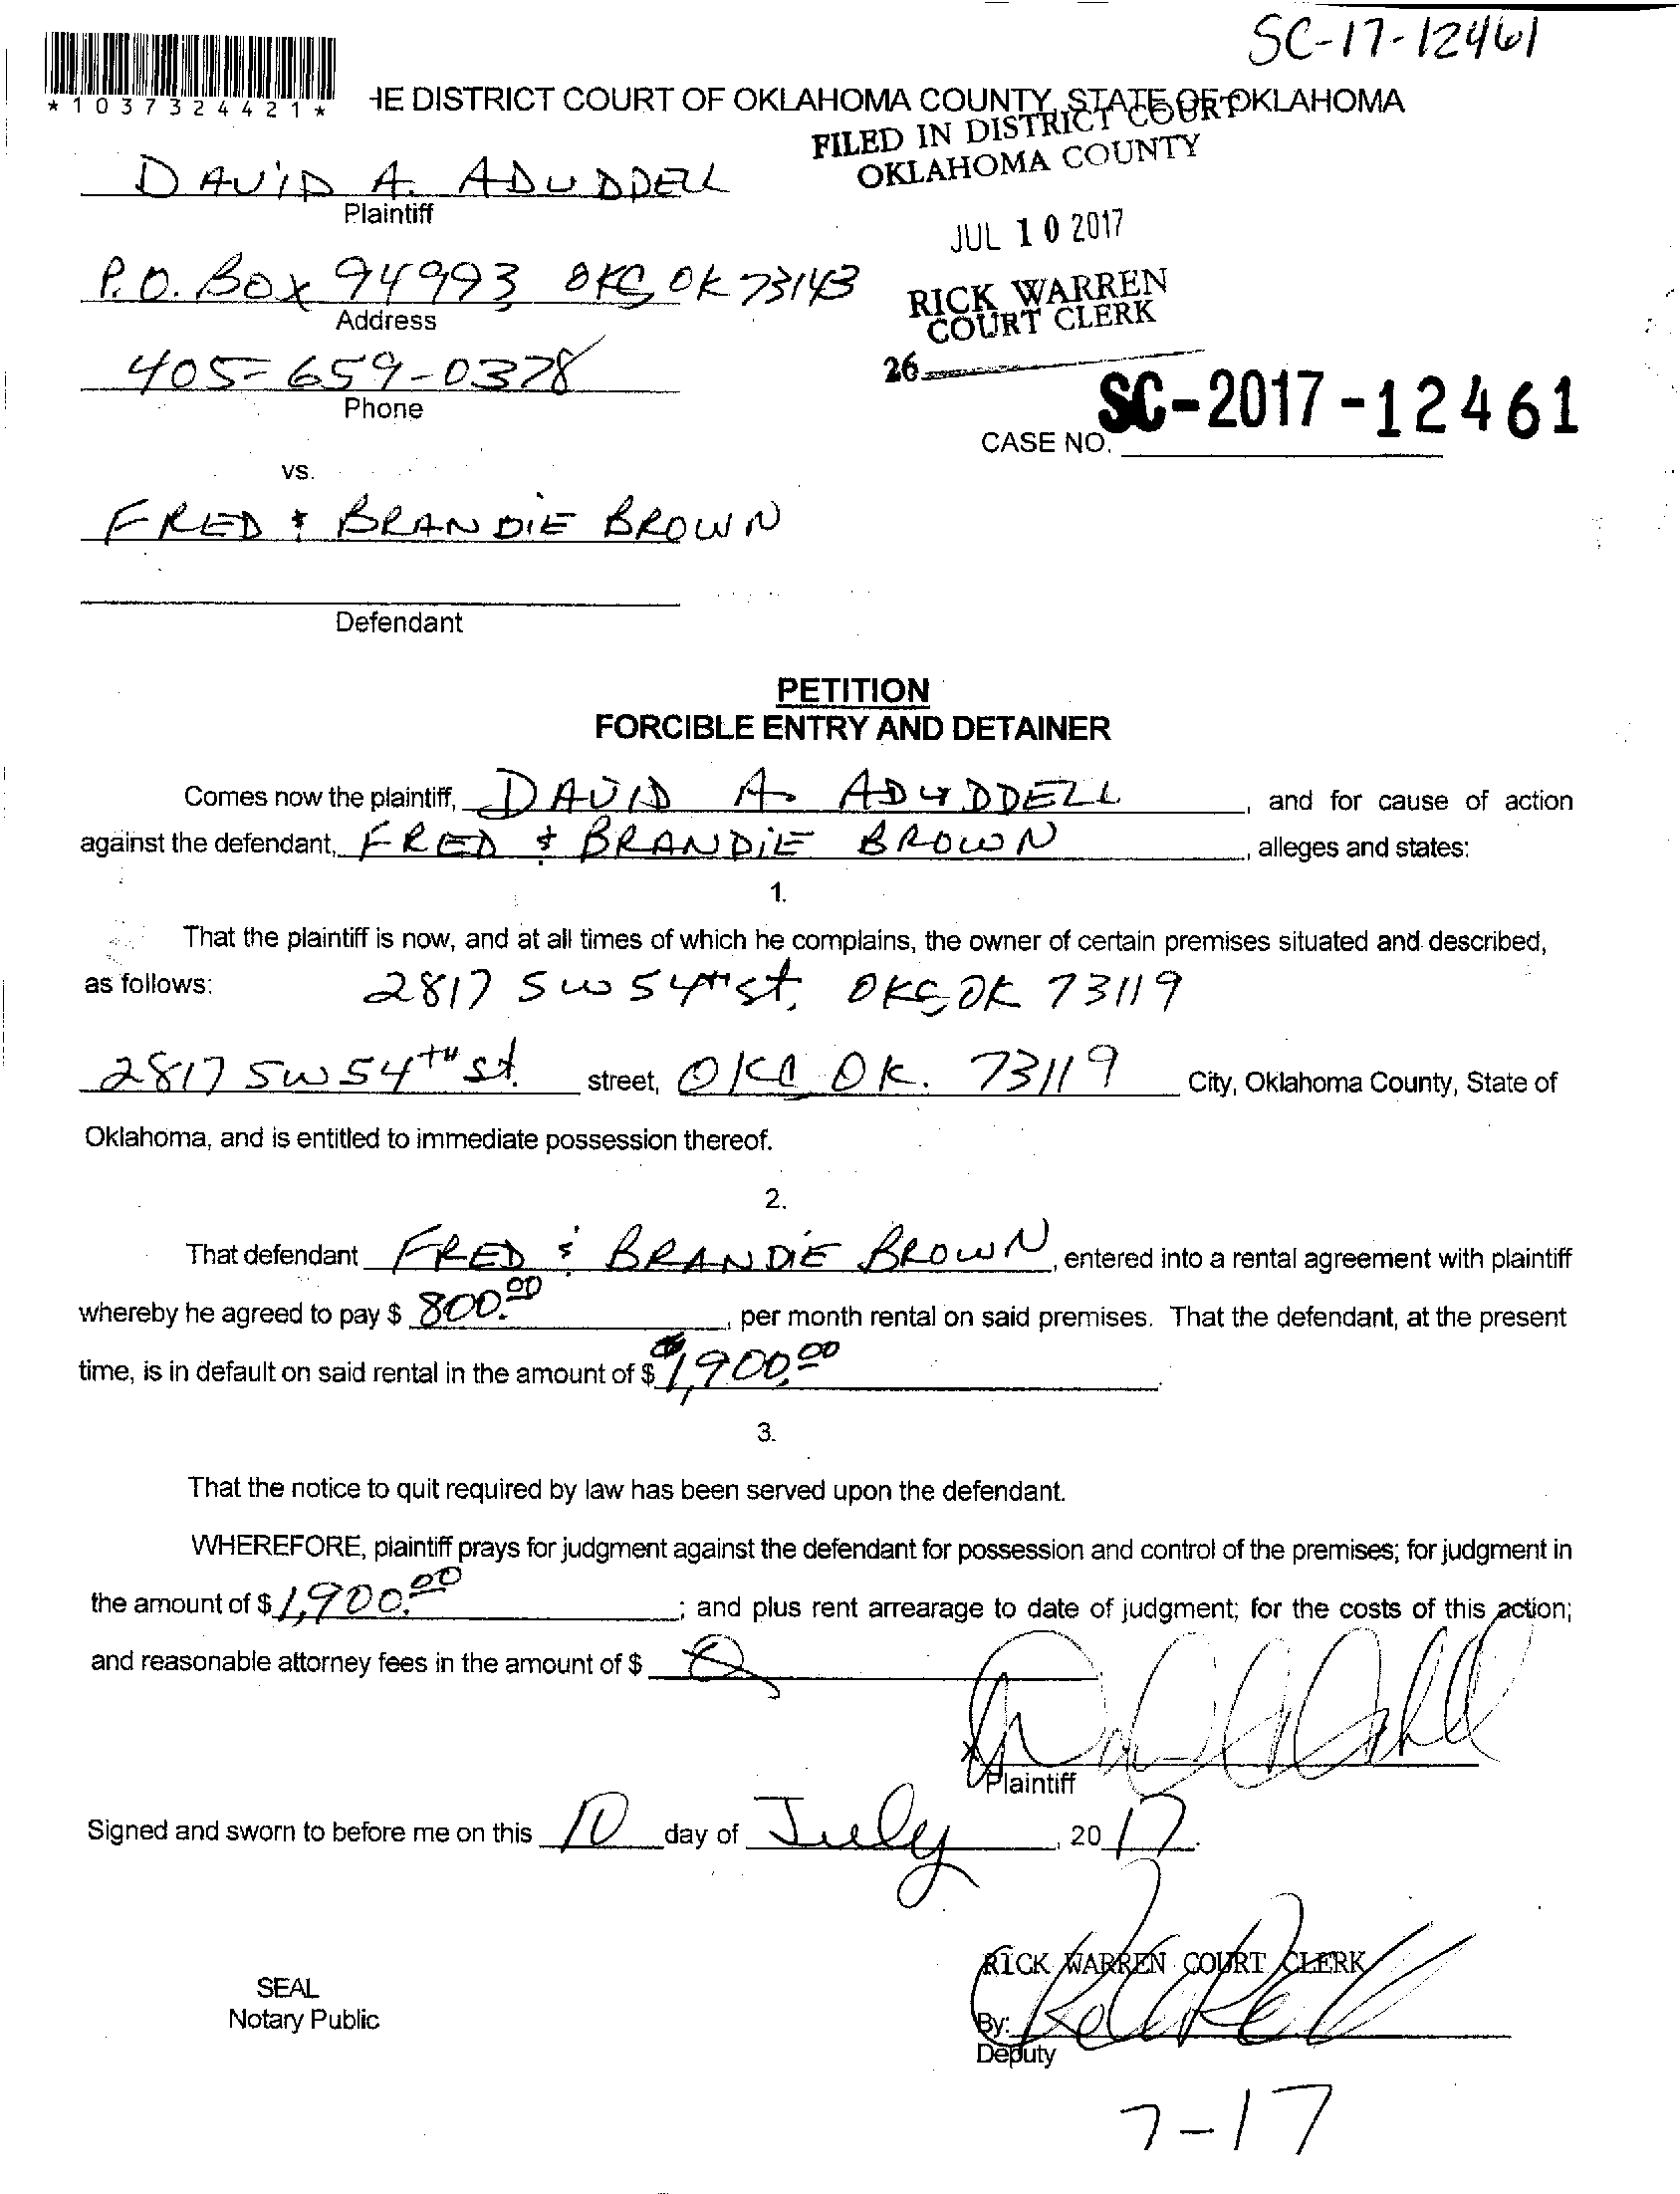 SC-17-12461
*1037324421*
HE DISTRICT COURT OF OKLAHOMA COUNTY, STATE OF OKLAHOMA
FILED IN DISTRICT COURT
OKLAHOMA COUNTY
DAViD A. ADUDDELL
Plaintiff
JUL 10 2017
P.O. Box 94993 OKC, OK 73143
Address
RICK WARREN
COURT CLERK
405-659-0378
Phone
26
CASE NO. SC-2017-12461
vs.
FRED & BRANDiE BROWN
Defendant
PETITION
FORCIBLE ENTRY AND DETAINER
Comes now the plaintiff, DAVID A. ADUDDELL, and for cause of action
against the defendant, FRED & BRANDiE BROWN, alleges and states:
1.
That the plaintiff is now, and at all times of which he complains, the owner of certain premises situated and described,
as follows: 2817 SW 54TH St. OKC, OK 73119
2817 SW 54TH St. street, OKC OK. 73119 City, Oklahoma County, State of
Oklahoma, and is entitled to immediate possession thereof.
2.
That defendant FRED & BRANDiE BROWN, entered into a rental agreement with plaintiff
whereby he agreed to pay $ 800.00, per month rental on said premises. That the defendant, at the present
time, is in default on said rental in the amount of $ 1,900.00.
3.
That the notice to quit required by law has been served upon the defendant.
WHEREFORE, plaintiff prays for judgment against the defendant for possession and control of the premises; for judgment in
the amount of $ 1,900.00; and plus rent arrearage to date of judgment; for the costs of this action;
and reasonable attorney fees in the amount of $
Plaintiff
Signed and sworn to before me on this 10 day of July, 20 17.
RICK WARREN COURT CLERK
SEAL
Notary Public
By:
Deputy
7-17